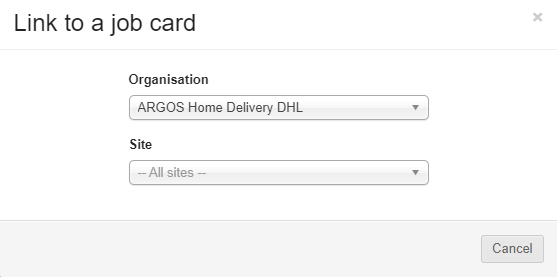 Link to a job card
×
Organisation
ARGOS Home Delivery DHL
Site
-- All sites --
Cancel